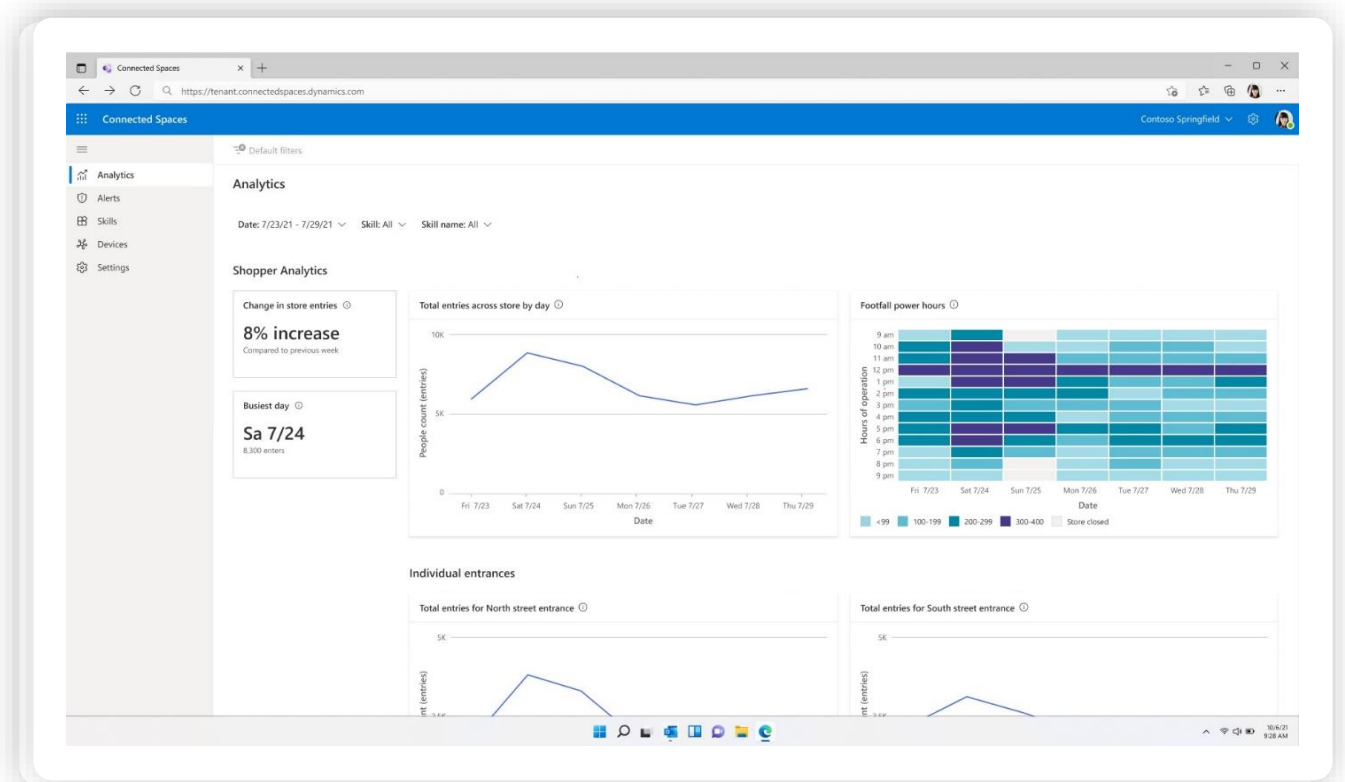 Connected Spaces
https://tenant.connectedspaces.dynamics.com
Connected Spaces
Contoso Springfield
Default filters
Analytics
Alerts
Skills
Devices
Settings
Analytics
Date: 7/23/21 - 7/29/21
Skill: All
Skill name: All
Shopper Analytics
Change in store entries
8% increase
Compared to previous week
Busiest day
Sa 7/24
8,300 enters
Total entries across store by day
People count (entries)
10K
5K
0
Fri 7/23 Sat 7/24 Sun 7/25 Mon 7/26 Tue 7/27 Wed 7/28 Thu 7/29
Date
Footfall power hours
Hours of operation
9 am
10 am
11 am
12 pm
1 pm
2 pm
3 pm
4 pm
5 pm
6 pm
7 pm
8 pm
9 pm
Fri 7/23 Sat 7/24 Sun 7/25 Mon 7/26 Tue 7/27 Wed 7/28 Thu 7/29
Date
<99 100-199 200-299 300-400 Store closed
Individual entrances
Total entries for North street entrance
5K
(entries)
Total entries for South street entrance
5K
(entries)
10/6/21
9:28 AM